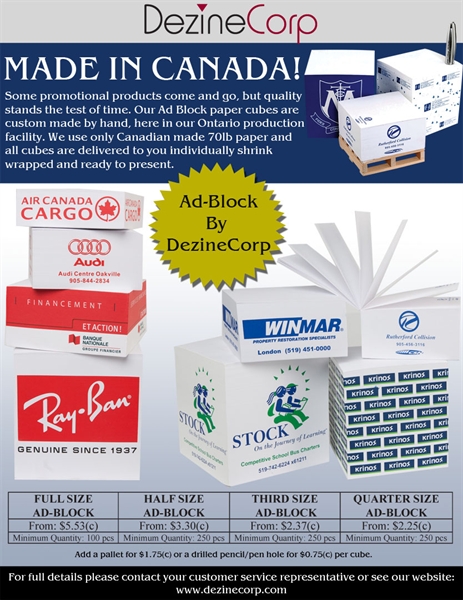 DezineCorp
MADE IN CANADA!
Some promotional products come and go, but quality
stands the test of time. Our Ad Block paper cubes are
custom made by hand, here in our Ontario production
facility. We use only Canadian made 70lb paper and
all cubes are delivered to you individually shrink
wrapped and ready to present.
Rutherford Collision
Ad-Block
By
DezineCorp
AIR CANADA
CARGO
Audi
Audi Centre Oakville
905-844-2834
FINANCEMENT
ET ACTION!
BANQUE
NATIONALE
GROUPE FINANCIER
Ray-Ban
GENUINE SINCE 1937
WINMAR
PROPERTY RESTORATION SPECIALISTS
London (519) 451-0000
Rutherford Collision
905-450-3116
STOCK
On the Journey of Learning
Competitive School Bus Charters
519-742-6224 x61211
krinos
FULL SIZE
AD-BLOCK
From: $5.53(c)
Minimum Quantity: 100 pcs
HALF SIZE
AD-BLOCK
From: $3.30(c)
Minimum Quantity: 250 pcs
THIRD SIZE
AD-BLOCK
From: $2.37(c)
Minimum Quantity: 250 pcs
QUARTER SIZE
AD-BLOCK
From: $2.25(c)
Minimum Quantity: 250 pcs
Add a pallet for $1.75(c) or a drilled pencil/pen hole for $0.75(c) per cube.
For full details please contact your customer service representative or see our website:
www.dezinecorp.com